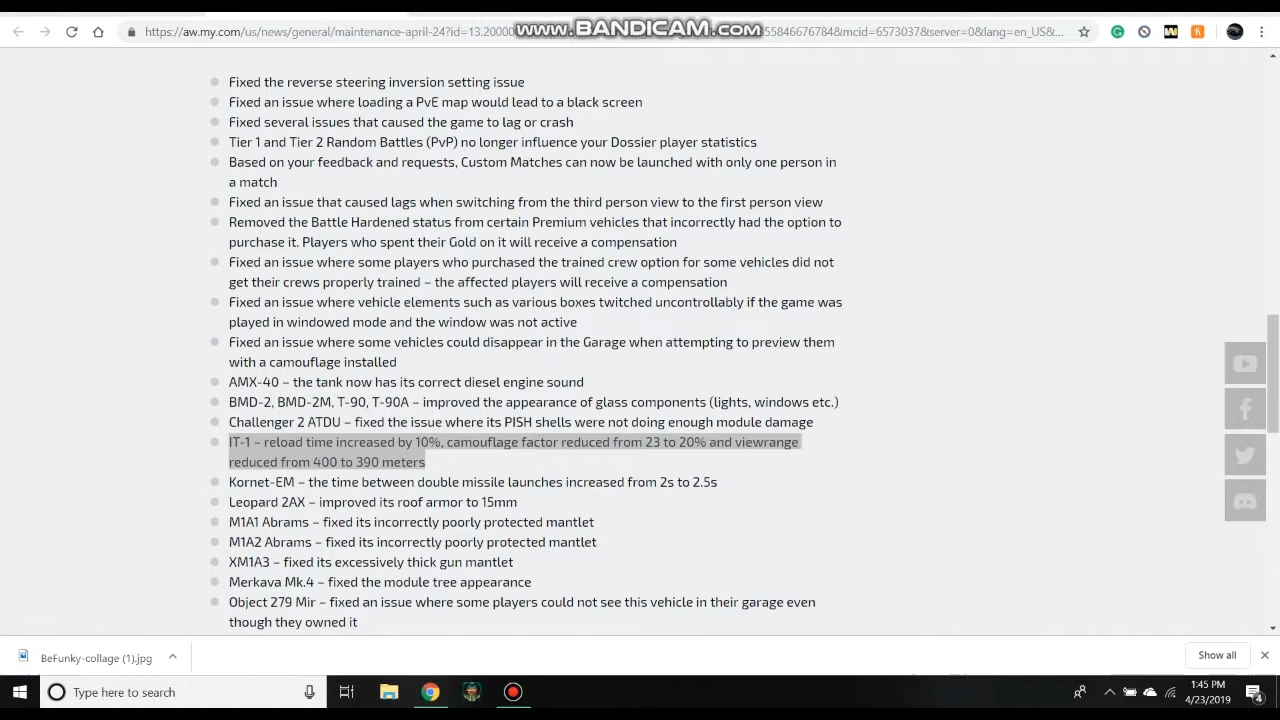 www.BANDICAM.com
https://aw.my.com/us/news/general/maintenance-april-24?id=13.20000
558466767844&mcid=6573037&server=0&lang=en_US&...
Fixed the reverse steering inversion setting issue
Fixed an issue where loading a PvE map would lead to a black screen
Fixed several issues that caused the game to lag or crash
Tier 1 and Tier 2 Random Battles (PvP) no longer influence your Dossier player statistics
Based on your feedback and requests, Custom Matches can now be launched with only one person in
a match
Fixed an issue that caused lags when switching from the third person view to the first person view
Removed the Battle Hardened status from certain Premium vehicles that incorrectly had the option to
purchase it. Players who spent their Gold on it will receive a compensation
Fixed an issue where some players who purchased the trained crew option for some vehicles did not
get their crews properly trained – the affected players will receive a compensation
Fixed an issue where vehicle elements such as various boxes twitched uncontrollably if the game was
played in windowed mode and the window was not active
Fixed an issue where some vehicles could disappear in the Garage when attempting to preview them
with a camouflage installed
AMX-40 – the tank now has its correct diesel engine sound
BMD-2, BMD-2M, T-90, T-90A – improved the appearance of glass components (lights, windows etc.)
Challenger 2 ATDU – fixed the issue where its PISH shells were not doing enough module damage
IT-1 – reload time increased by 10%, camouflage factor reduced from 23 to 20% and viewrange
reduced from 400 to 390 meters
Kornet-EM – the time between double missile launches increased from 2s to 2.5s
Leopard 2AX – improved its roof armor to 15mm
M1A1 Abrams – fixed its incorrectly poorly protected mantlet
M1A2 Abrams – fixed its incorrectly poorly protected mantlet
XM1A3 – fixed its excessively thick gun mantlet
Merkava Mk.4 – fixed the module tree appearance
Object 279 Mir – fixed an issue where some players could not see this vehicle in their garage even
though they owned it
BeFunky-collage (1).jpg
Show all
Type here to search
1:45 PM
4/23/2019
4